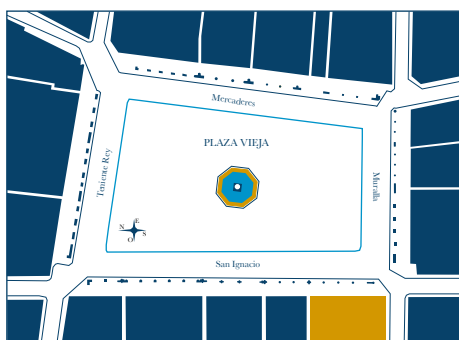 Mercaderes
PLAZA VIEJA
Teniente Rey
Muralla
E
N
S
O
San Ignacio